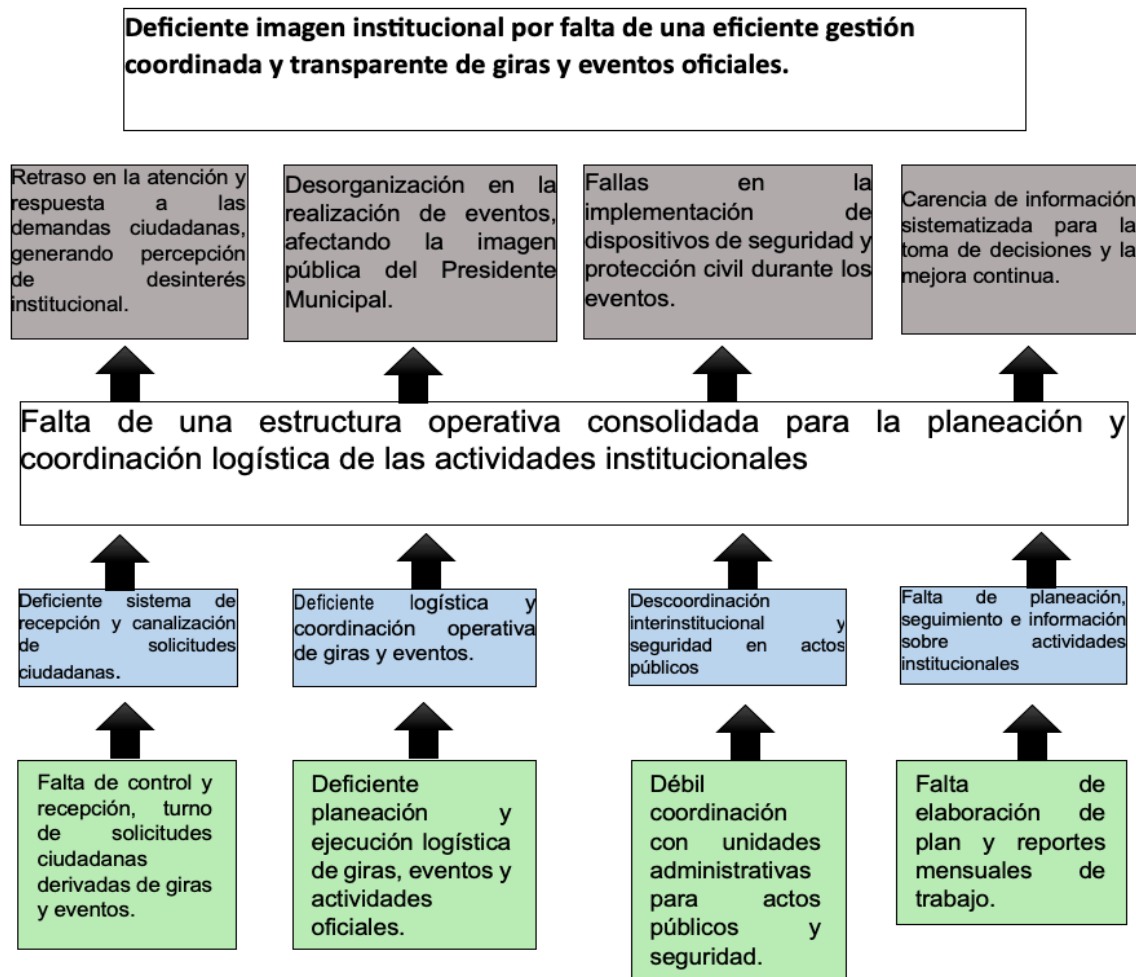 Deficiente imagen institucional por falta de una eficiente gestión
coordinada y transparente de giras y eventos oficiales.
Retraso en la atención y
respuesta a las
demandas ciudadanas,
generando percepción
de desinterés
institucional.
Desorganización en la
realización de eventos,
afectando la imagen
pública del Presidente
Municipal.
Fallas en la
implementación de
dispositivos de seguridad y
protección civil durante los
eventos.
Carencia de información
sistematizada para la
toma de decisiones y la
mejora continua.
Falta de una estructura operativa consolidada para la planeación y
coordinación logística de las actividades institucionales
Deficiente sistema de
recepción y canalización
de solicitudes
ciudadanas.
Deficiente logística y
coordinación operativa
de giras y eventos.
Descoordinación
interinstitucional y
seguridad en actos
públicos
Falta de planeación,
seguimiento e información
sobre actividades
institucionales
Falta de control y
recepción, turno
de solicitudes
ciudadanas
derivadas de giras
y eventos.
Deficiente
planeación y
ejecución logística
de giras, eventos y
actividades
oficiales.
Débil
coordinación
con unidades
administrativas
para actos
públicos y
seguridad.
Falta de
elaboración de
plan y reportes
mensuales de
trabajo.